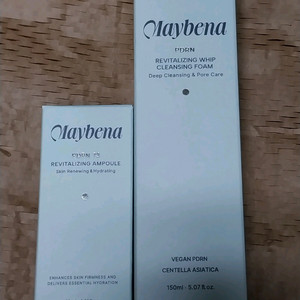 Maybena
PDRN
REVITALIZING WHIP
CLEANSING FOAM
Deep Cleansing & Pore Care
VEGAN PDRN
CENTELLA ASIATICA
150ml - 5.07 fl.oz
Maybena
REVITALIZING AMPOULE
Skin Renewing & Hydrating
ENHANCES SKIN FIRMNESS AND
DELIVERS ESSENTIAL HYDRATION